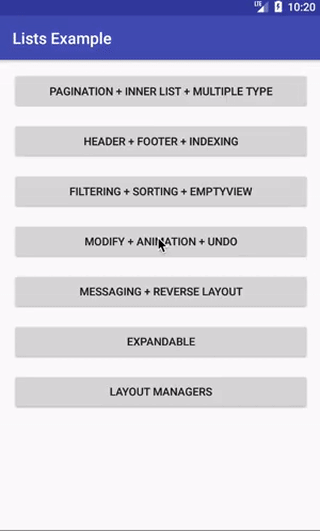 LTE 10:20
Lists Example
PAGINATION + INNER LIST + MULTIPLE TYPE
HEADER + FOOTER + INDEXING
FILTERING + SORTING + EMPTYVIEW
MODIFY + ANIMATION + UNDO
MESSAGING + REVERSE LAYOUT
EXPANDABLE
LAYOUT MANAGERS